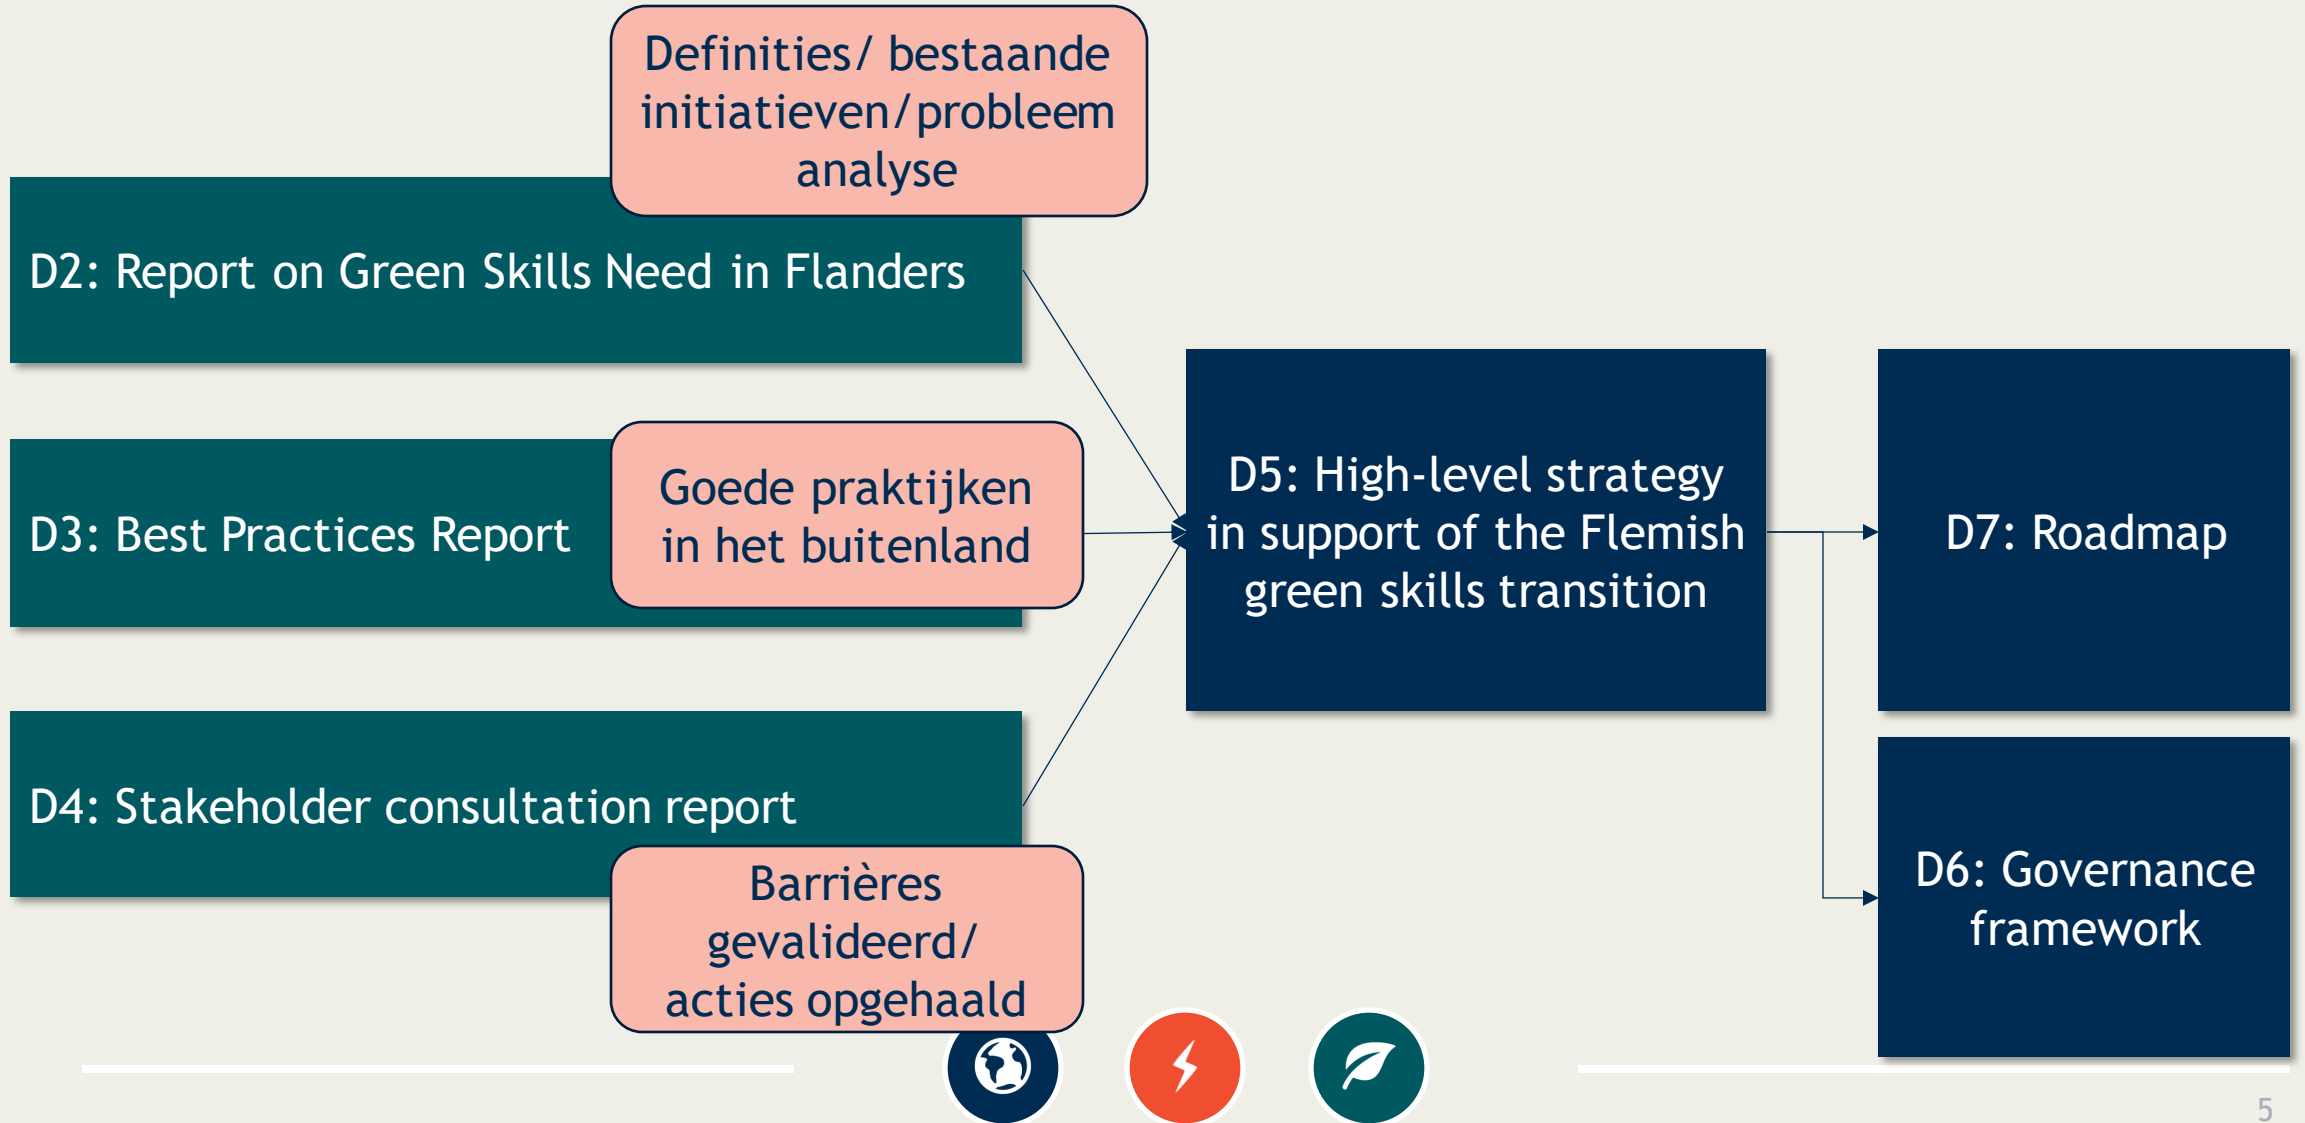 Definities/ bestaande
initiatieven/probleem
analyse
D2: Report on Green Skills Need in Flanders
Goede praktijken
in het buitenland
D3: Best Practices Report
D4: Stakeholder consultation report
Barrières
gevalideerd/
acties opgehaald
D5: High-level strategy
in support of the Flemish
green skills transition
D7: Roadmap
D6: Governance
framework
5